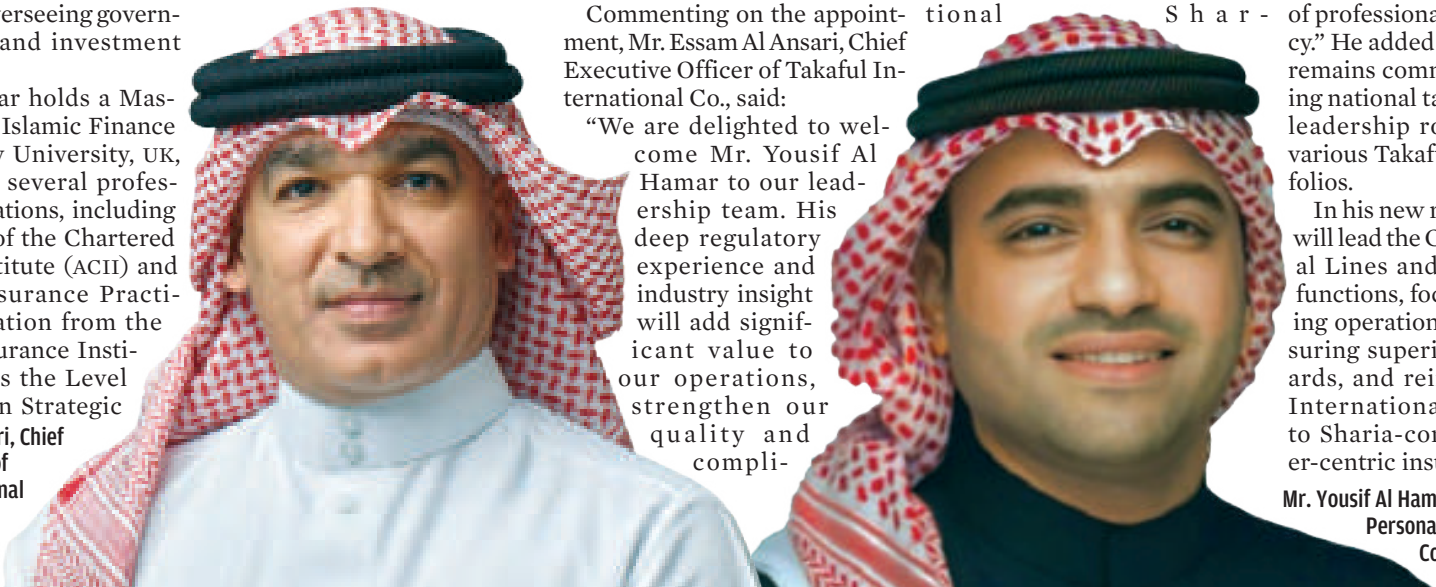 erseeing govern-
and investment
ar holds a Mas-
Islamic Finance
University, UK,
several profes-
ations, including
of the Chartered
titute (ACII) and
surance Practi-
ation from the
urance Insti-
s the Level
n Strategic
ri, Chief
of
nal
Commenting on the appoint-
ment, Mr. Essam Al Ansari, Chief
Executive Officer of Takaful In-
ternational Co., said:
“We are delighted to wel-
come Mr. Yousif Al
Hamar to our lead-
ership team. His
deep regulatory
experience and
industry insight
will add signif-
icant value to
our operations,
strengthen our
quality and
compli-
tional Shar-
of professiona
cy.” He added
remains comm
ing national ta
leadership ro
various Takaf
folios.
In his new r
will lead the C
al Lines and
functions, foc
ing operation
suring superi
ards, and rei
Internationa
to Sharia-con
er-centric insu
Mr. Yousif Al Ham
Persona
Co